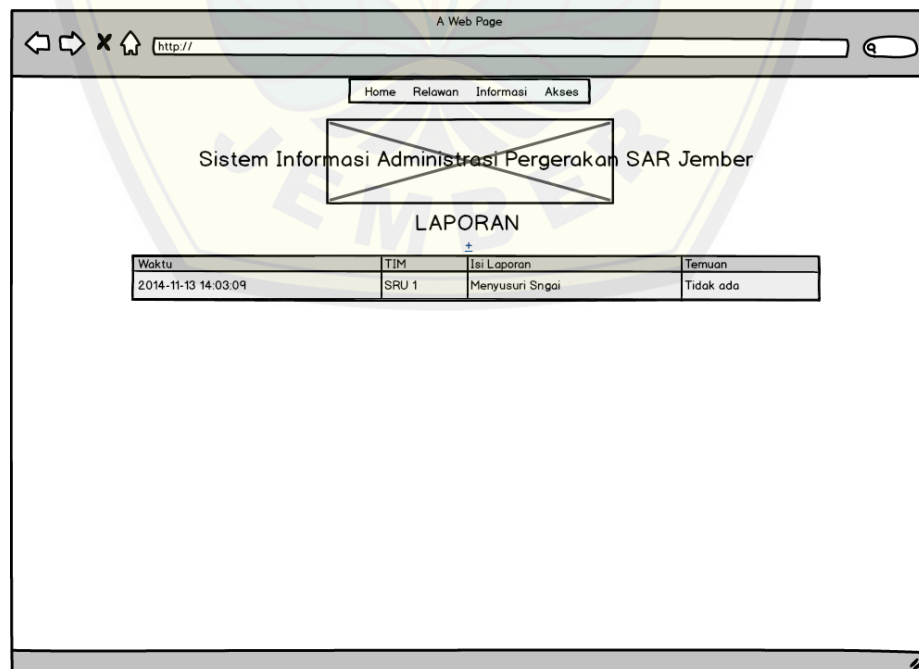 A Web Page
http://
Home Relawan Informasi Akses
Sistem Informasi Administrasi Pergerakan SAR Jember
JEMBER
LAPORAN
+
Waktu TIM Isi Laporan Temuan
2014-11-13 14:03:09 SRU 1 Menyusuri Sngai Tidak ada